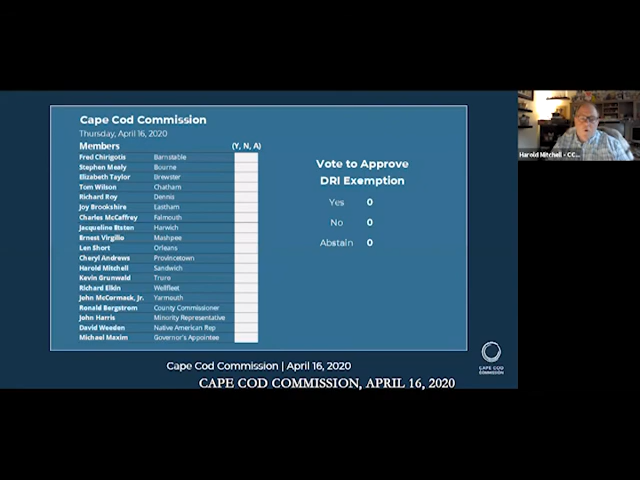 Cape Cod Commission
Thursday, April 16, 2020
Members (Y, N, A)
Fred Chirigotis Barnstable
Stephen Mealy Bourne
Elizabeth Taylor Brewster
Tom Wilson Chatham
Richard Roy Dennis
Joy Brookshire Eastham
Charles McCaffrey Falmouth
Jacqueline Etsten Harwich
Ernest Virgilio Mashpee
Len Short Orleans
Cheryl Andrews Provincetown
Harold Mitchell Sandwich
Kevin Grunwald Truro
Richard Elkin Wellfleet
John McCormack, Jr. Yarmouth
Ronald Bergstrom County Commissioner
John Harris Minority Representative
David Weeden Native American Rep
Michael Maxim Governor's Appointee
Vote to Approve
DRI Exemption
Yes 0
No 0
Abstain 0
Harold Mitchell - CC...
CAPE COD
COMMISSION
Cape Cod Commission | April 16, 2020
CAPE COD COMMISSION, APRIL 16, 2020